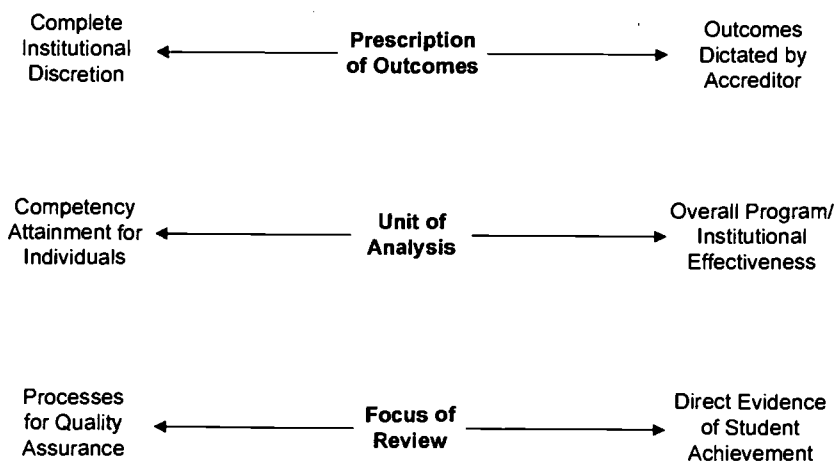 Complete
Institutional
Discretion
Prescription
of Outcomes
Outcomes
Dictated by
Accreditor
Competency
Attainment for
Individuals
Unit of
Analysis
Overall Program/
Institutional
Effectiveness
Processes
for Quality
Assurance
Focus of
Review
Direct Evidence
of Student
Achievement